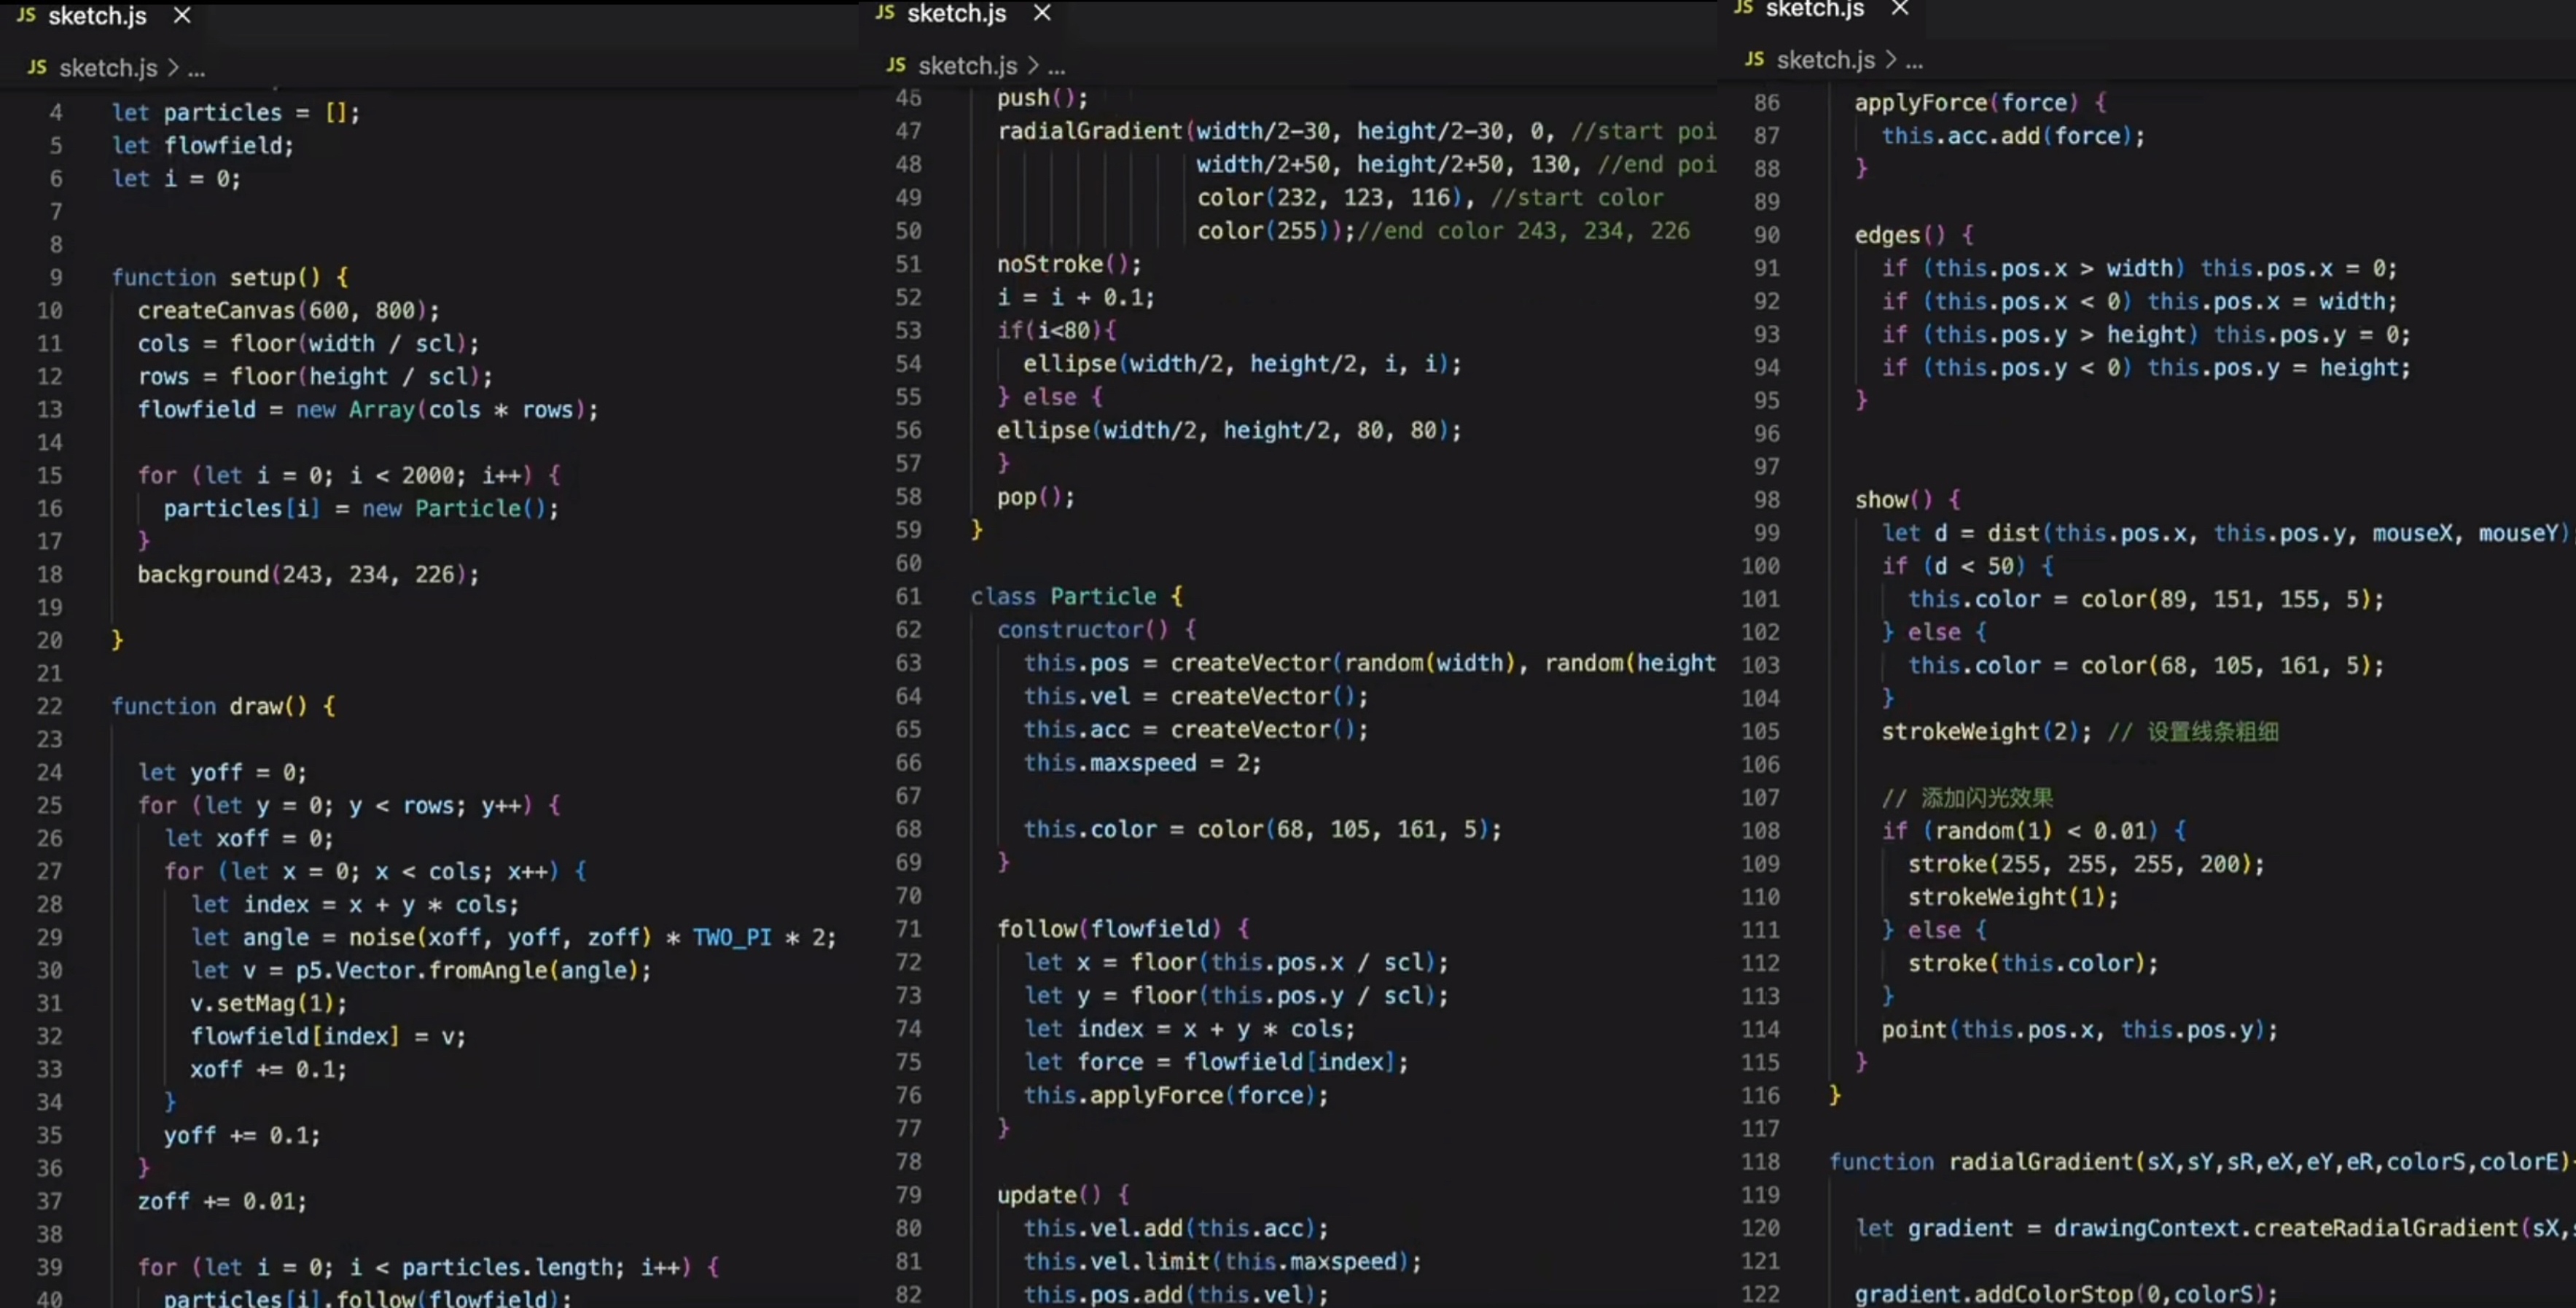 JS sketch.js ×
JS sketch.js > ...
4 let particles = [];
5 let flowfield;
6 let i = 0;
7
8
9 function setup() {
10 createCanvas(600, 800);
11 cols = floor(width / scl);
12 rows = floor(height / scl);
13 flowfield = new Array(cols * rows);
14
15 for (let i = 0; i < 2000; i++) {
16 particles[i] = new Particle();
17 }
18 background(243, 234, 226);
19
20 }
21
22 function draw() {
23
24 let yoff = 0;
25 for (let y = 0; y < rows; y++) {
26 let xoff = 0;
27 for (let x = 0; x < cols; x++) {
28 let index = x + y * cols;
29 let angle = noise(xoff, yoff, zoff) * TWO_PI * 2;
30 let v = p5.Vector.fromAngle(angle);
31 v.setMag(1);
32 flowfield[index] = v;
33 xoff += 0.1;
34 }
35 yoff += 0.1;
36 }
37 zoff += 0.01;
38
39 for (let i = 0; i < particles.length; i++) {
40 particles[i].follow(flowfield);
JS sketch.js ×
JS sketch.js > ...
46 push();
47 radialGradient(width/2-30, height/2-30, 0, //start poi
48 width/2+50, height/2+50, 130, //end poi
49 color(232, 123, 116), //start color
50 color(255));//end color 243, 234, 226
51 noStroke();
52 i = i + 0.1;
53 if(i<80){
54 ellipse(width/2, height/2, i, i);
55 } else {
56 ellipse(width/2, height/2, 80, 80);
57 }
58 pop();
59 }
60
61 class Particle {
62 constructor() {
63 this.pos = createVector(random(width), random(height
64 this.vel = createVector();
65 this.acc = createVector();
66 this.maxspeed = 2;
67
68 this.color = color(68, 105, 161, 5);
69 }
70
71 follow(flowfield) {
72 let x = floor(this.pos.x / scl);
73 let y = floor(this.pos.y / scl);
74 let index = x + y * cols;
75 let force = flowfield[index];
76 this.applyForce(force);
77 }
78
79 update() {
80 this.vel.add(this.acc);
81 this.vel.limit(this.maxspeed);
82 this.pos.add(this.vel);
JS sketch.js ×
JS sketch.js > ...
86 applyForce(force) {
87 this.acc.add(force);
88 }
89
90 edges() {
91 if (this.pos.x > width) this.pos.x = 0;
92 if (this.pos.x < 0) this.pos.x = width;
93 if (this.pos.y > height) this.pos.y = 0;
94 if (this.pos.y < 0) this.pos.y = height;
95 }
96
97
98 show() {
99 let d = dist(this.pos.x, this.pos.y, mouseX, mouseY)
100 if (d < 50) {
101 this.color = color(89, 151, 155, 5);
102 } else {
103 this.color = color(68, 105, 161, 5);
104 }
105 strokeWeight(2); // 设置线条粗细
106
107 // 添加闪光效果
108 if (random(1) < 0.01) {
109 stroke(255, 255, 255, 200);
110 strokeWeight(1);
111 } else {
112 stroke(this.color);
113 }
114 point(this.pos.x, this.pos.y);
115 }
116 }
117
118 function radialGradient(sX,sY,sR,eX,eY,eR,colorS,colorE)
119
120 let gradient = drawingContext.createRadialGradient(sX,
121
122 gradient.addColorStop(0,colorS);